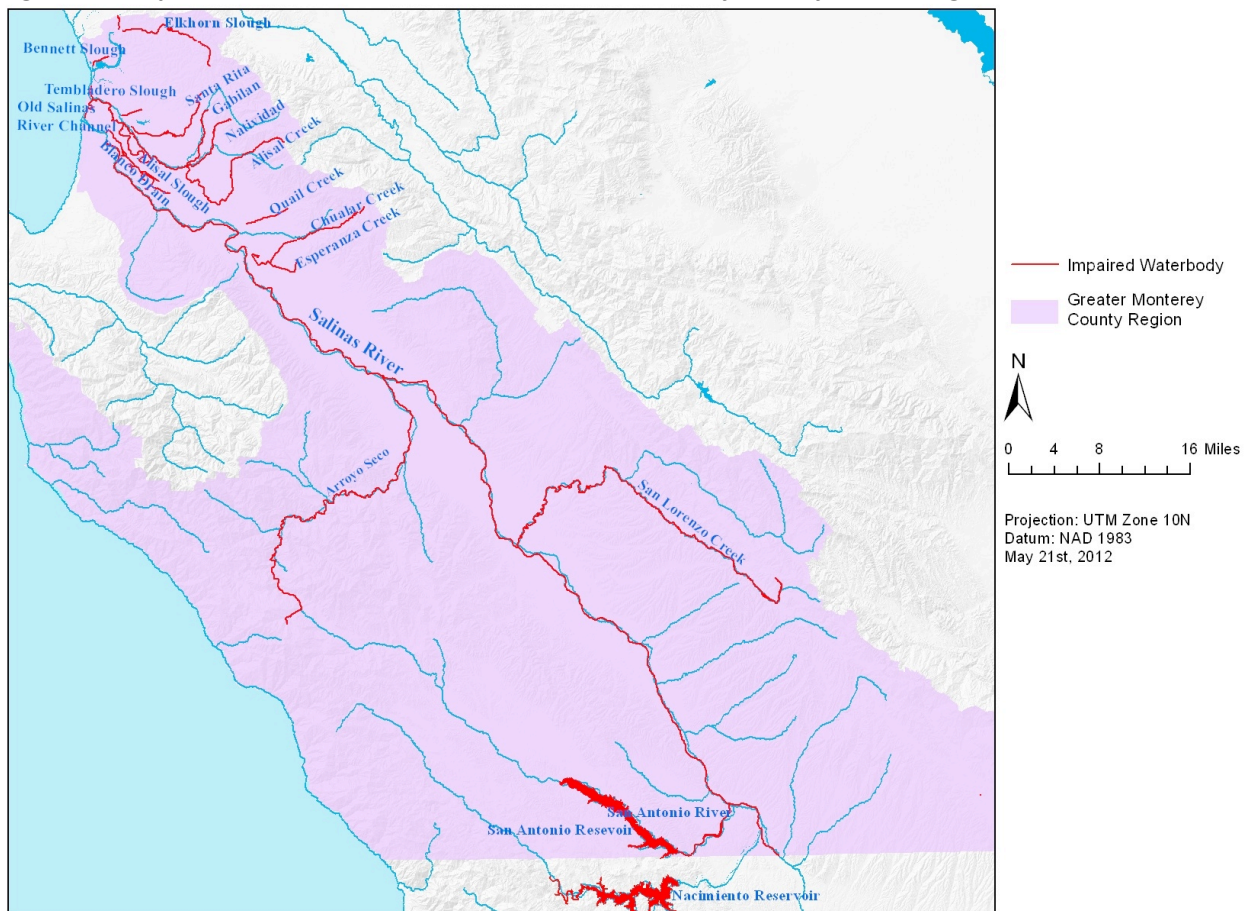 Elkhorn Slough
Bennett Slough
Tembladero Slough
Old Salinas
River Channel
Santa Rita
Gabilan
Natividad
Alisal Creek
Alisal Slough
Blanco Drain
Quail Creek
Chualar Creek
Esperanza Creek
Salinas River
Arroyo Seco
San Lorenzo Creek
San Antonio River
San Antonio Resevoir
Nacimiento Reservoir
Impaired Waterbody
Greater Monterey
County Region
N
0 4 8 16 Miles
Projection: UTM Zone 10N
Datum: NAD 1983
May 21st, 2012